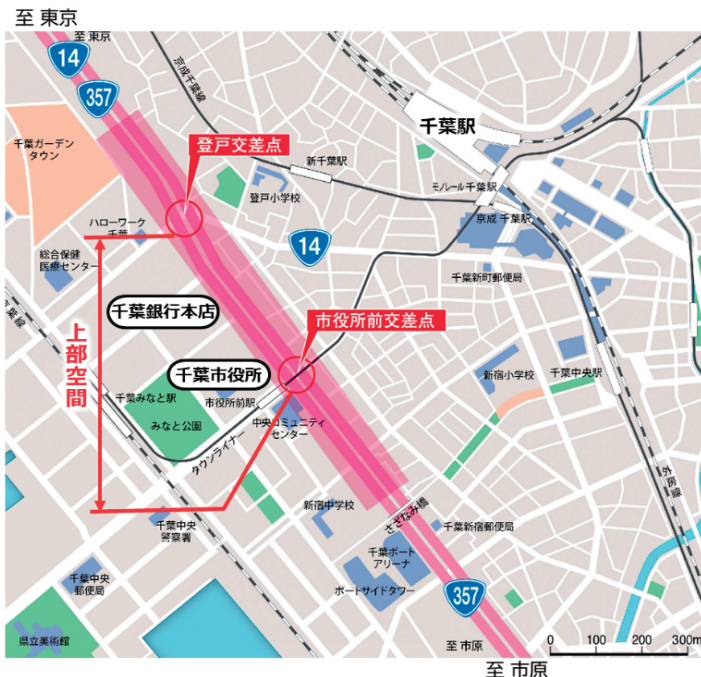 至 東京
至 東京
14
357
京成千葉線
千葉駅
登戸交差点
千葉ガーデン
タウン
新千葉駅
登戸小学校
モノレール千葉駅
ハローワーク
千葉
14
京成 千葉駅
総合保健
医療センター
千葉新町郵便局
千葉銀行本店
市役所前交差点
葉線
上部空間
千葉市役所
新宿小学校
千葉中央駅
千葉みなと駅
市役所前駅
みなと公園
中央コミュニティ
センター
タウンライナー
外房線
新宿中学校
さざなみ橋
千葉中央
警察署
千葉新宿郵便局
千葉ポート
アリーナ
千葉中央
郵便局
ポートサイドタワー
357
県立美術館
至 市原
0 100 200 300m
至 市原